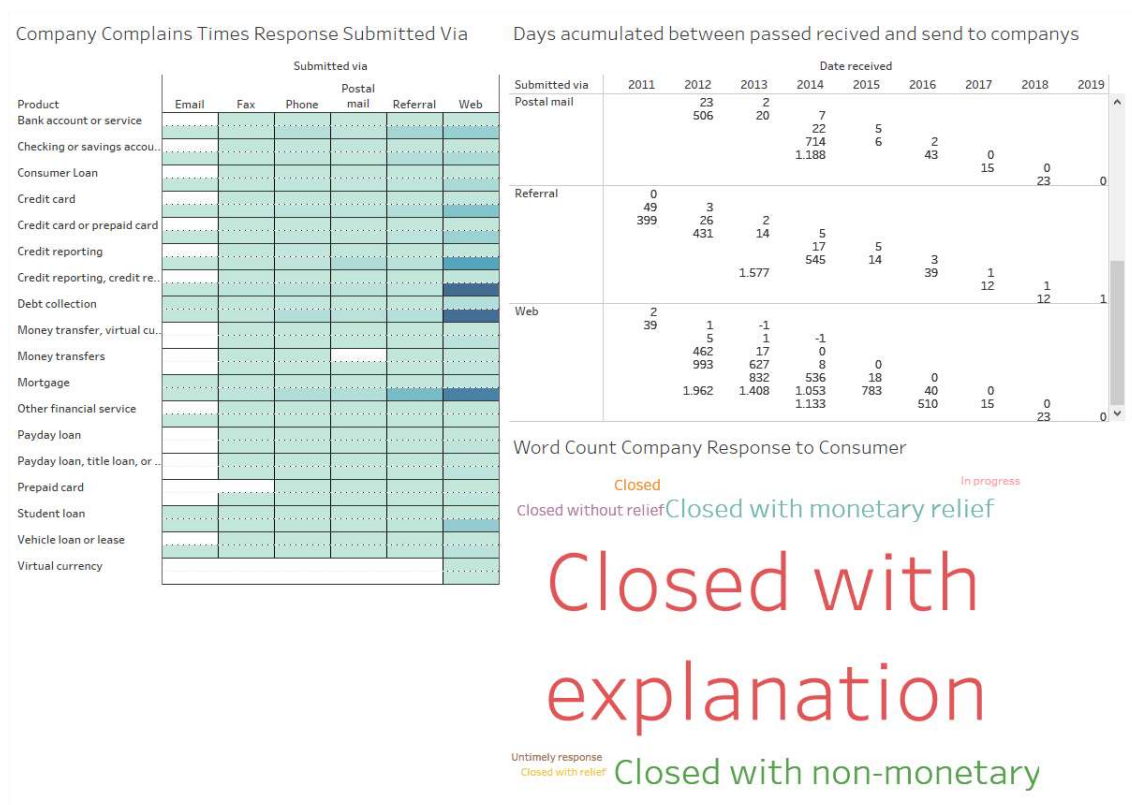 Company Complains Times Response Submitted Via
Submitted via
Product Email Fax Phone Postal mail Referral Web
Bank account or service
Checking or savings accou..
Consumer Loan
Credit card
Credit card or prepaid card
Credit reporting
Credit reporting, credit re..
Debt collection
Money transfer, virtual cu..
Money transfers
Mortgage
Other financial service
Payday loan
Payday loan, title loan, or ..
Prepaid card
Student loan
Vehicle loan or lease
Virtual currency
Days acumulated between passed recived and send to companys
Date received
Submitted via 2011 2012 2013 2014 2015 2016 2017 2018 2019
Postal mail 23 2
506 20 7
22 5
714 6 2
1.188 43 0
15 0
23 0
Referral 0
49 3
399 26 2
431 14 5
17 5
545 14 3
1.577 39 1
12 1
12 1
Web 2
39 1 -1
5 1 -1
462 17 0
993 627 8 0
832 536 18 0
1.962 1.408 1.053 783 40 0
1.133 510 15 0
23 0
Word Count Company Response to Consumer
Closed In progress
Closed without relief Closed with monetary relief
Closed with
explanation
Untimely response
Closed with relief Closed with non-monetary